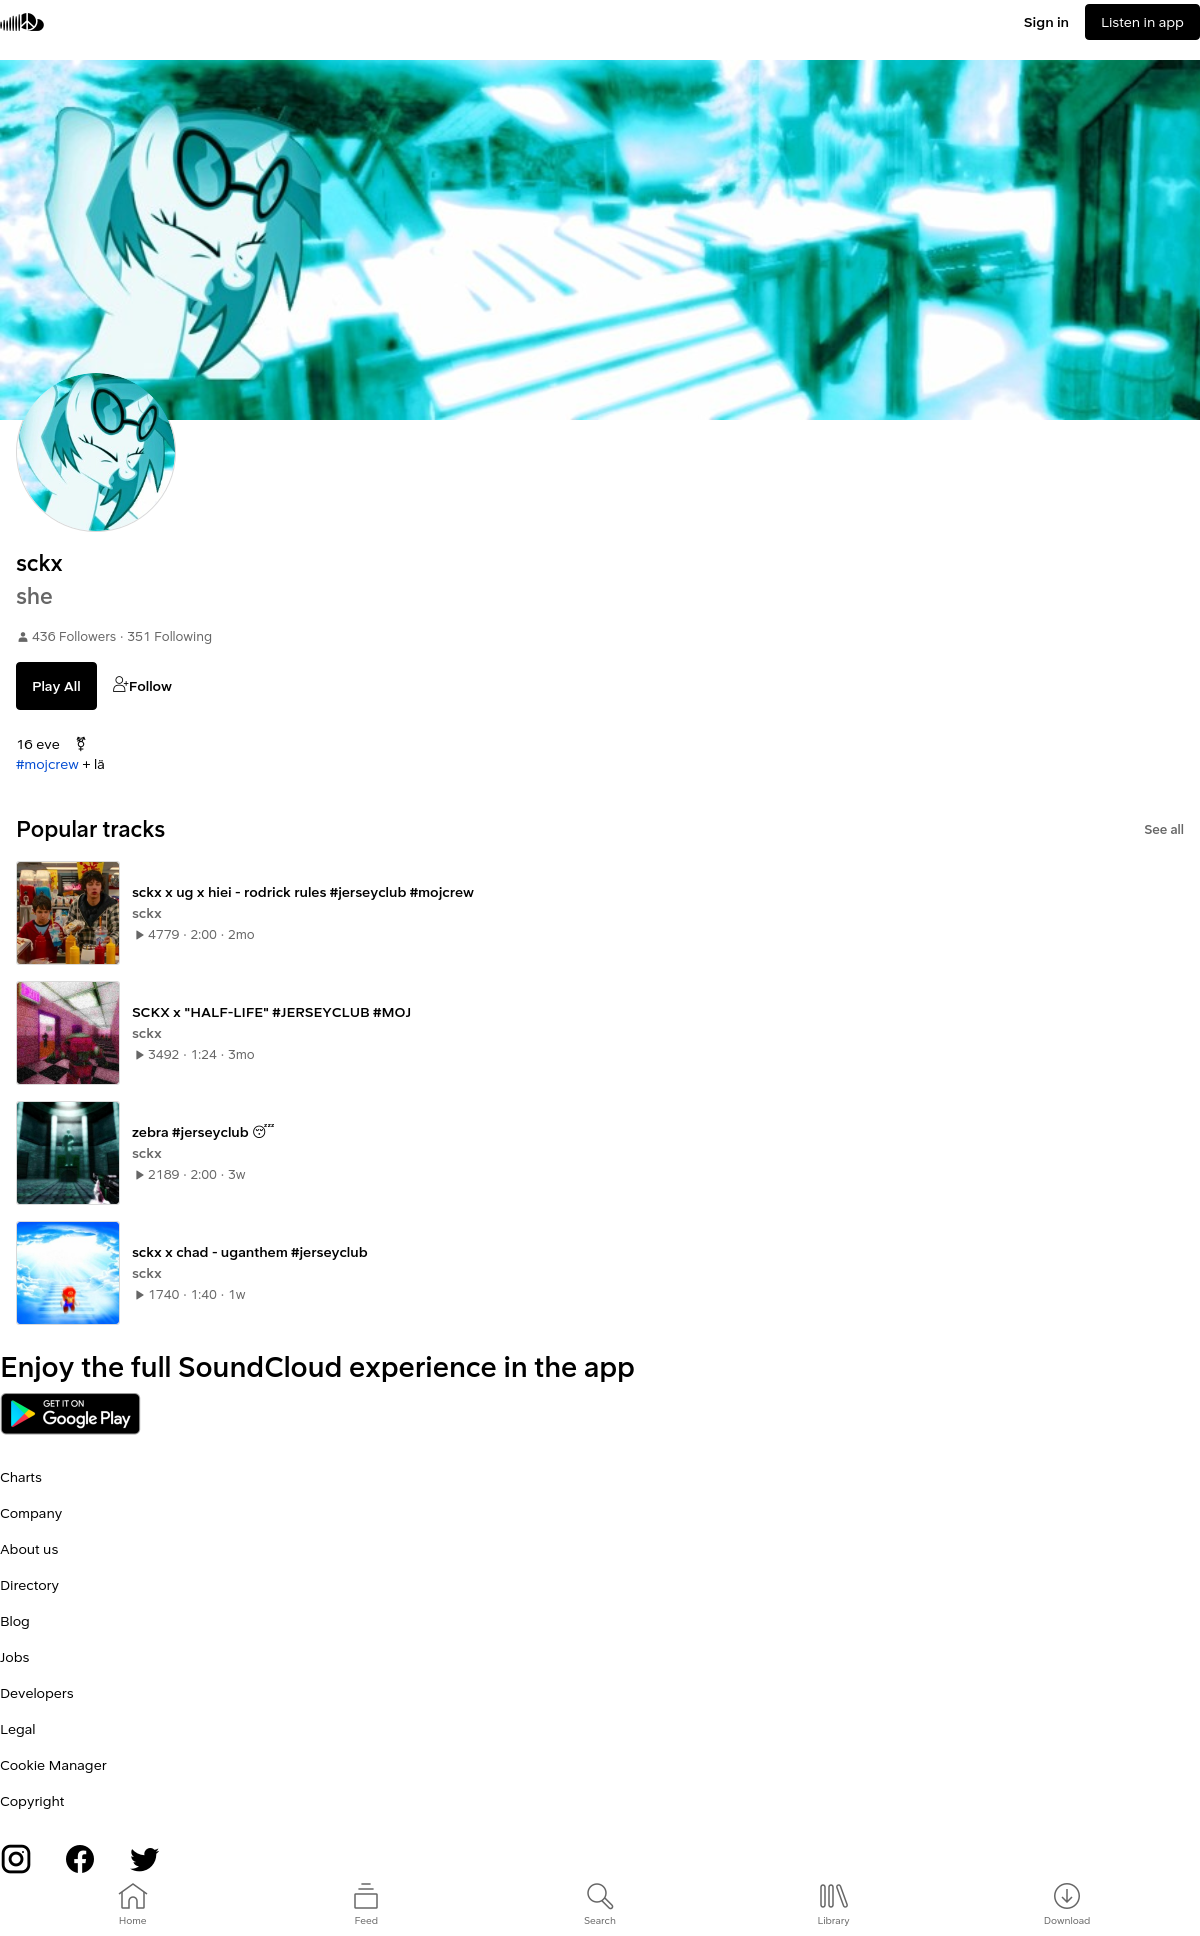 Sign in
Listen in app
sckx
she
436 Followers · 351 Following
Play All
Follow
16 eve ⚧
#mojcrew + lã
Popular tracks
See all
sckx x ug x hiei - rodrick rules #jerseyclub #mojcrew
sckx
4779 · 2:00 · 2mo
SCKX x "HALF-LIFE" #JERSEYCLUB #MOJ
sckx
3492 · 1:24 · 3mo
zebra #jerseyclub 😴
sckx
2189 · 2:00 · 3w
sckx x chad - uganthem #jerseyclub
sckx
1740 · 1:40 · 1w
Enjoy the full SoundCloud experience in the app
GET IT ON
Google Play
Charts
Company
About us
Directory
Blog
Jobs
Developers
Legal
Cookie Manager
Copyright
Home
Feed
Search
Library
Download